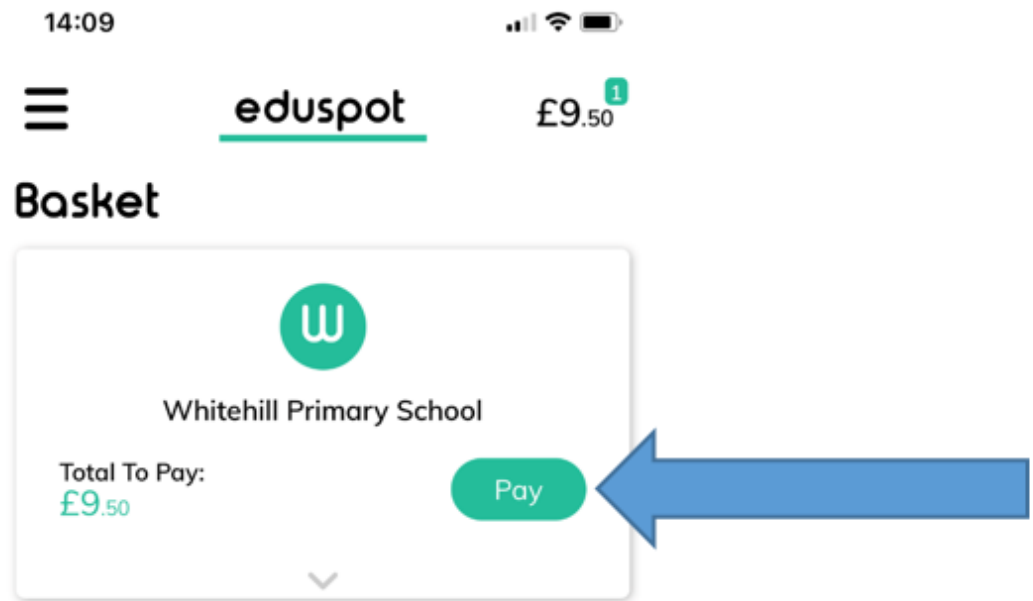 14:09
eduspot
£9.50
1
Basket
W
Whitehill Primary School
Total To Pay:
£9.50
Pay